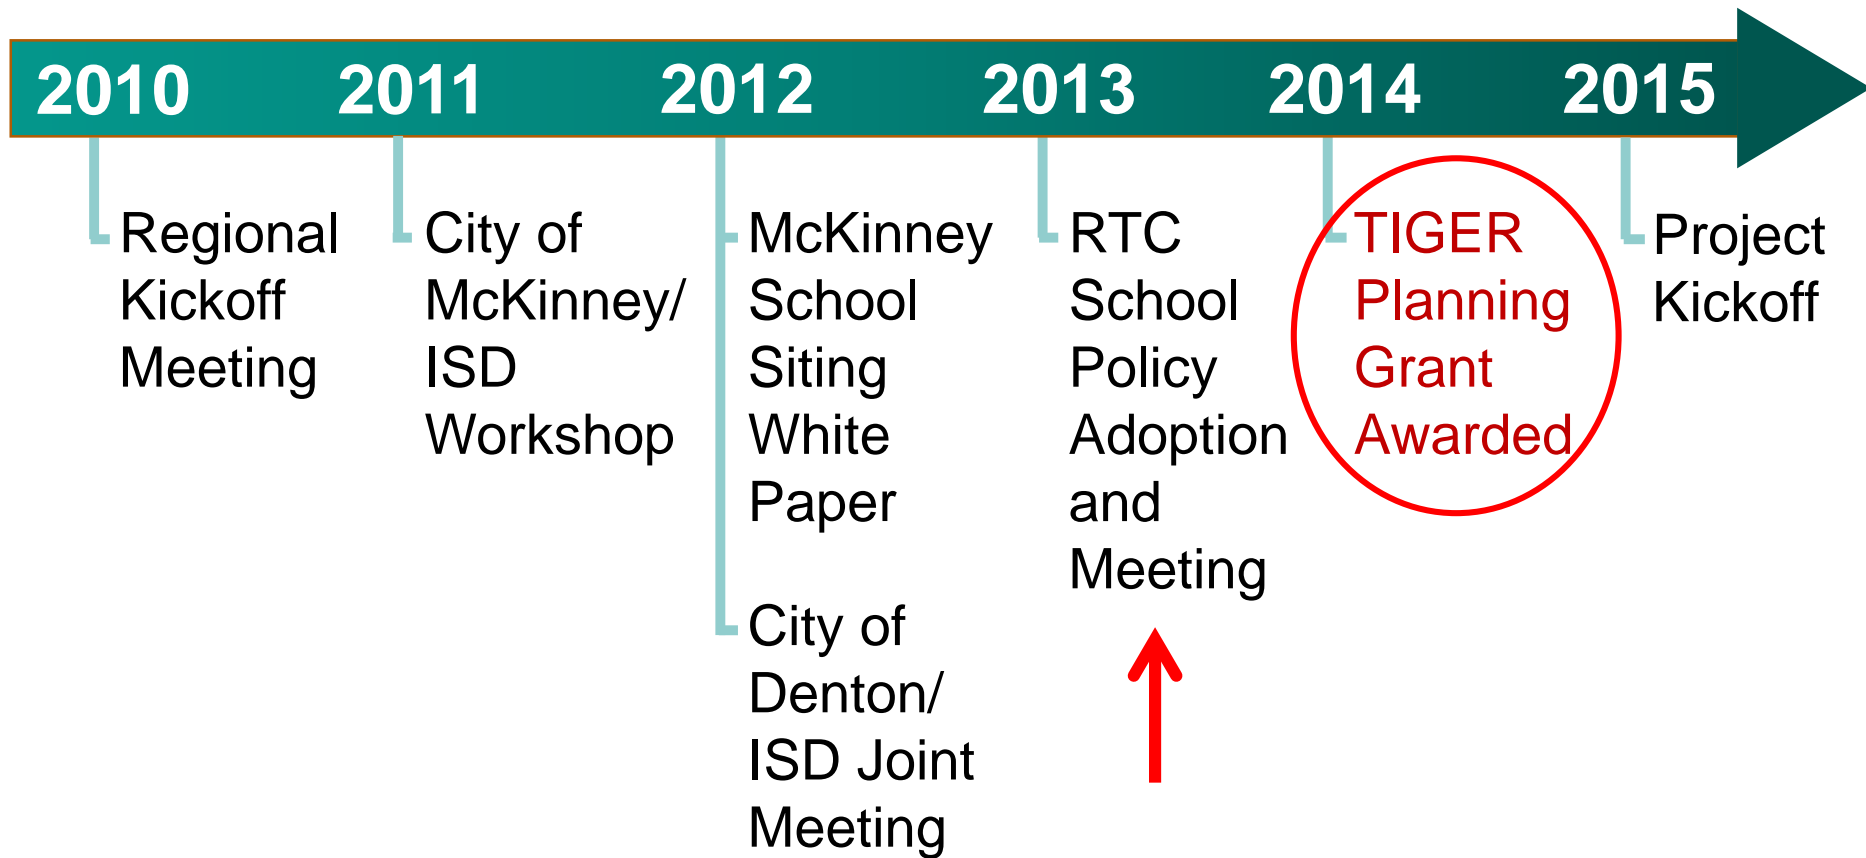 2010 2011 2012 2013 2014 2015
Regional
Kickoff
Meeting
City of
McKinney/
ISD
Workshop
McKinney
School
Siting
White
Paper
City of
Denton/
ISD Joint
Meeting
RTC
School
Policy
Adoption
and
Meeting
TIGER
Planning
Grant
Awarded
Project
Kickoff